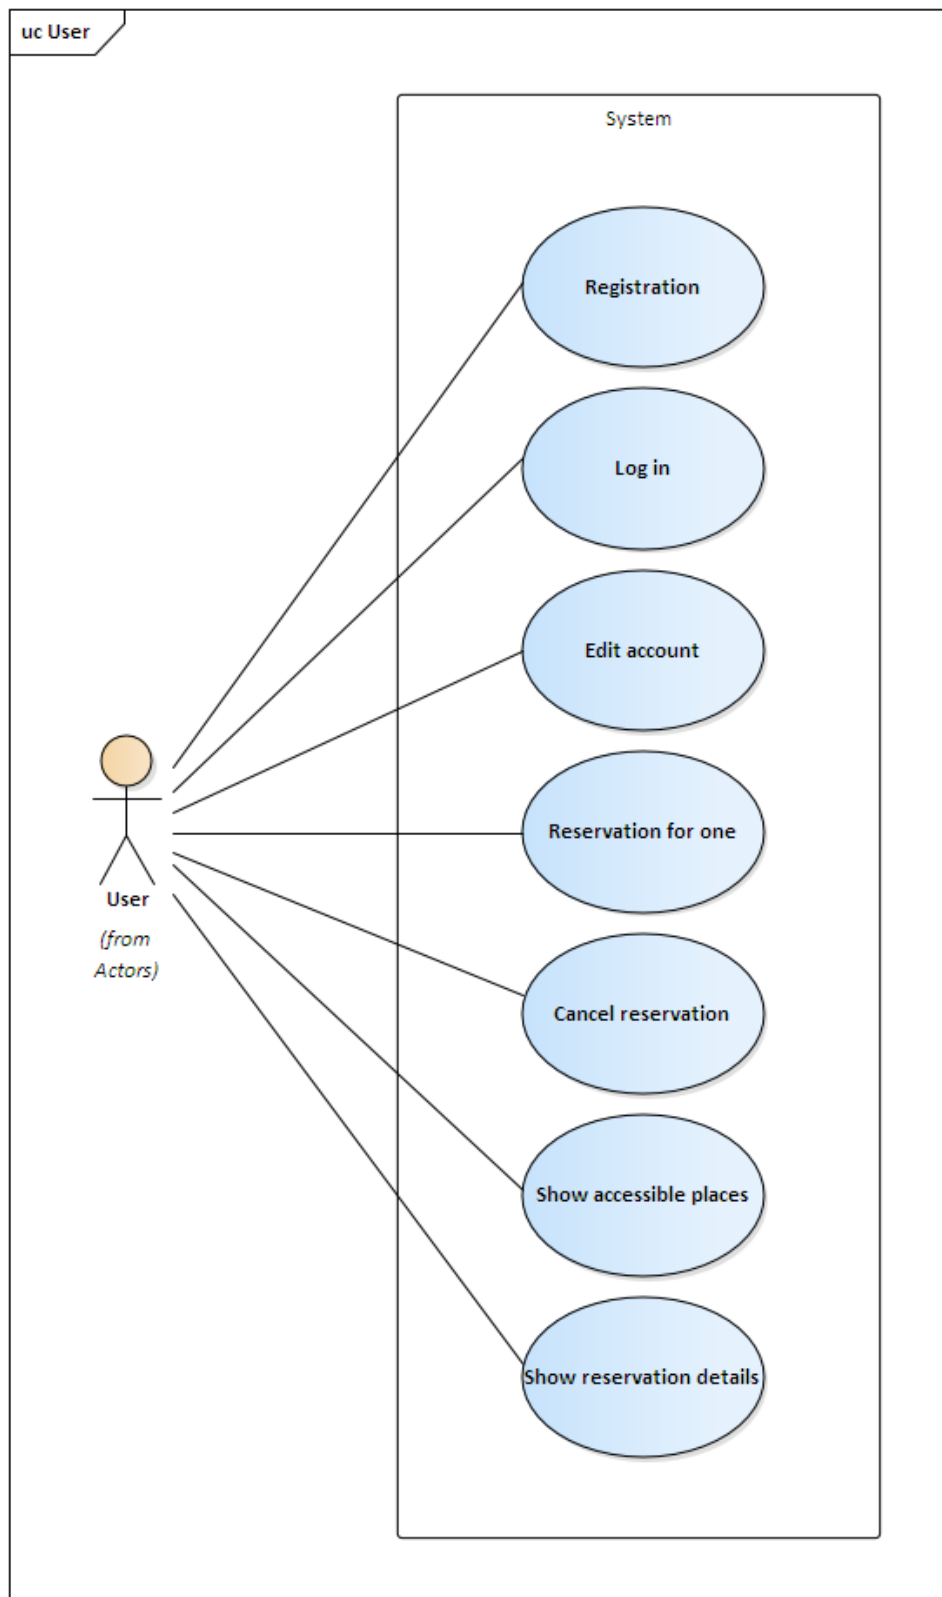 uc User
System
Registration
Log in
Edit account
Reservation for one
User
(from
Actors)
Cancel reservation
Show accessible places
Show reservation details